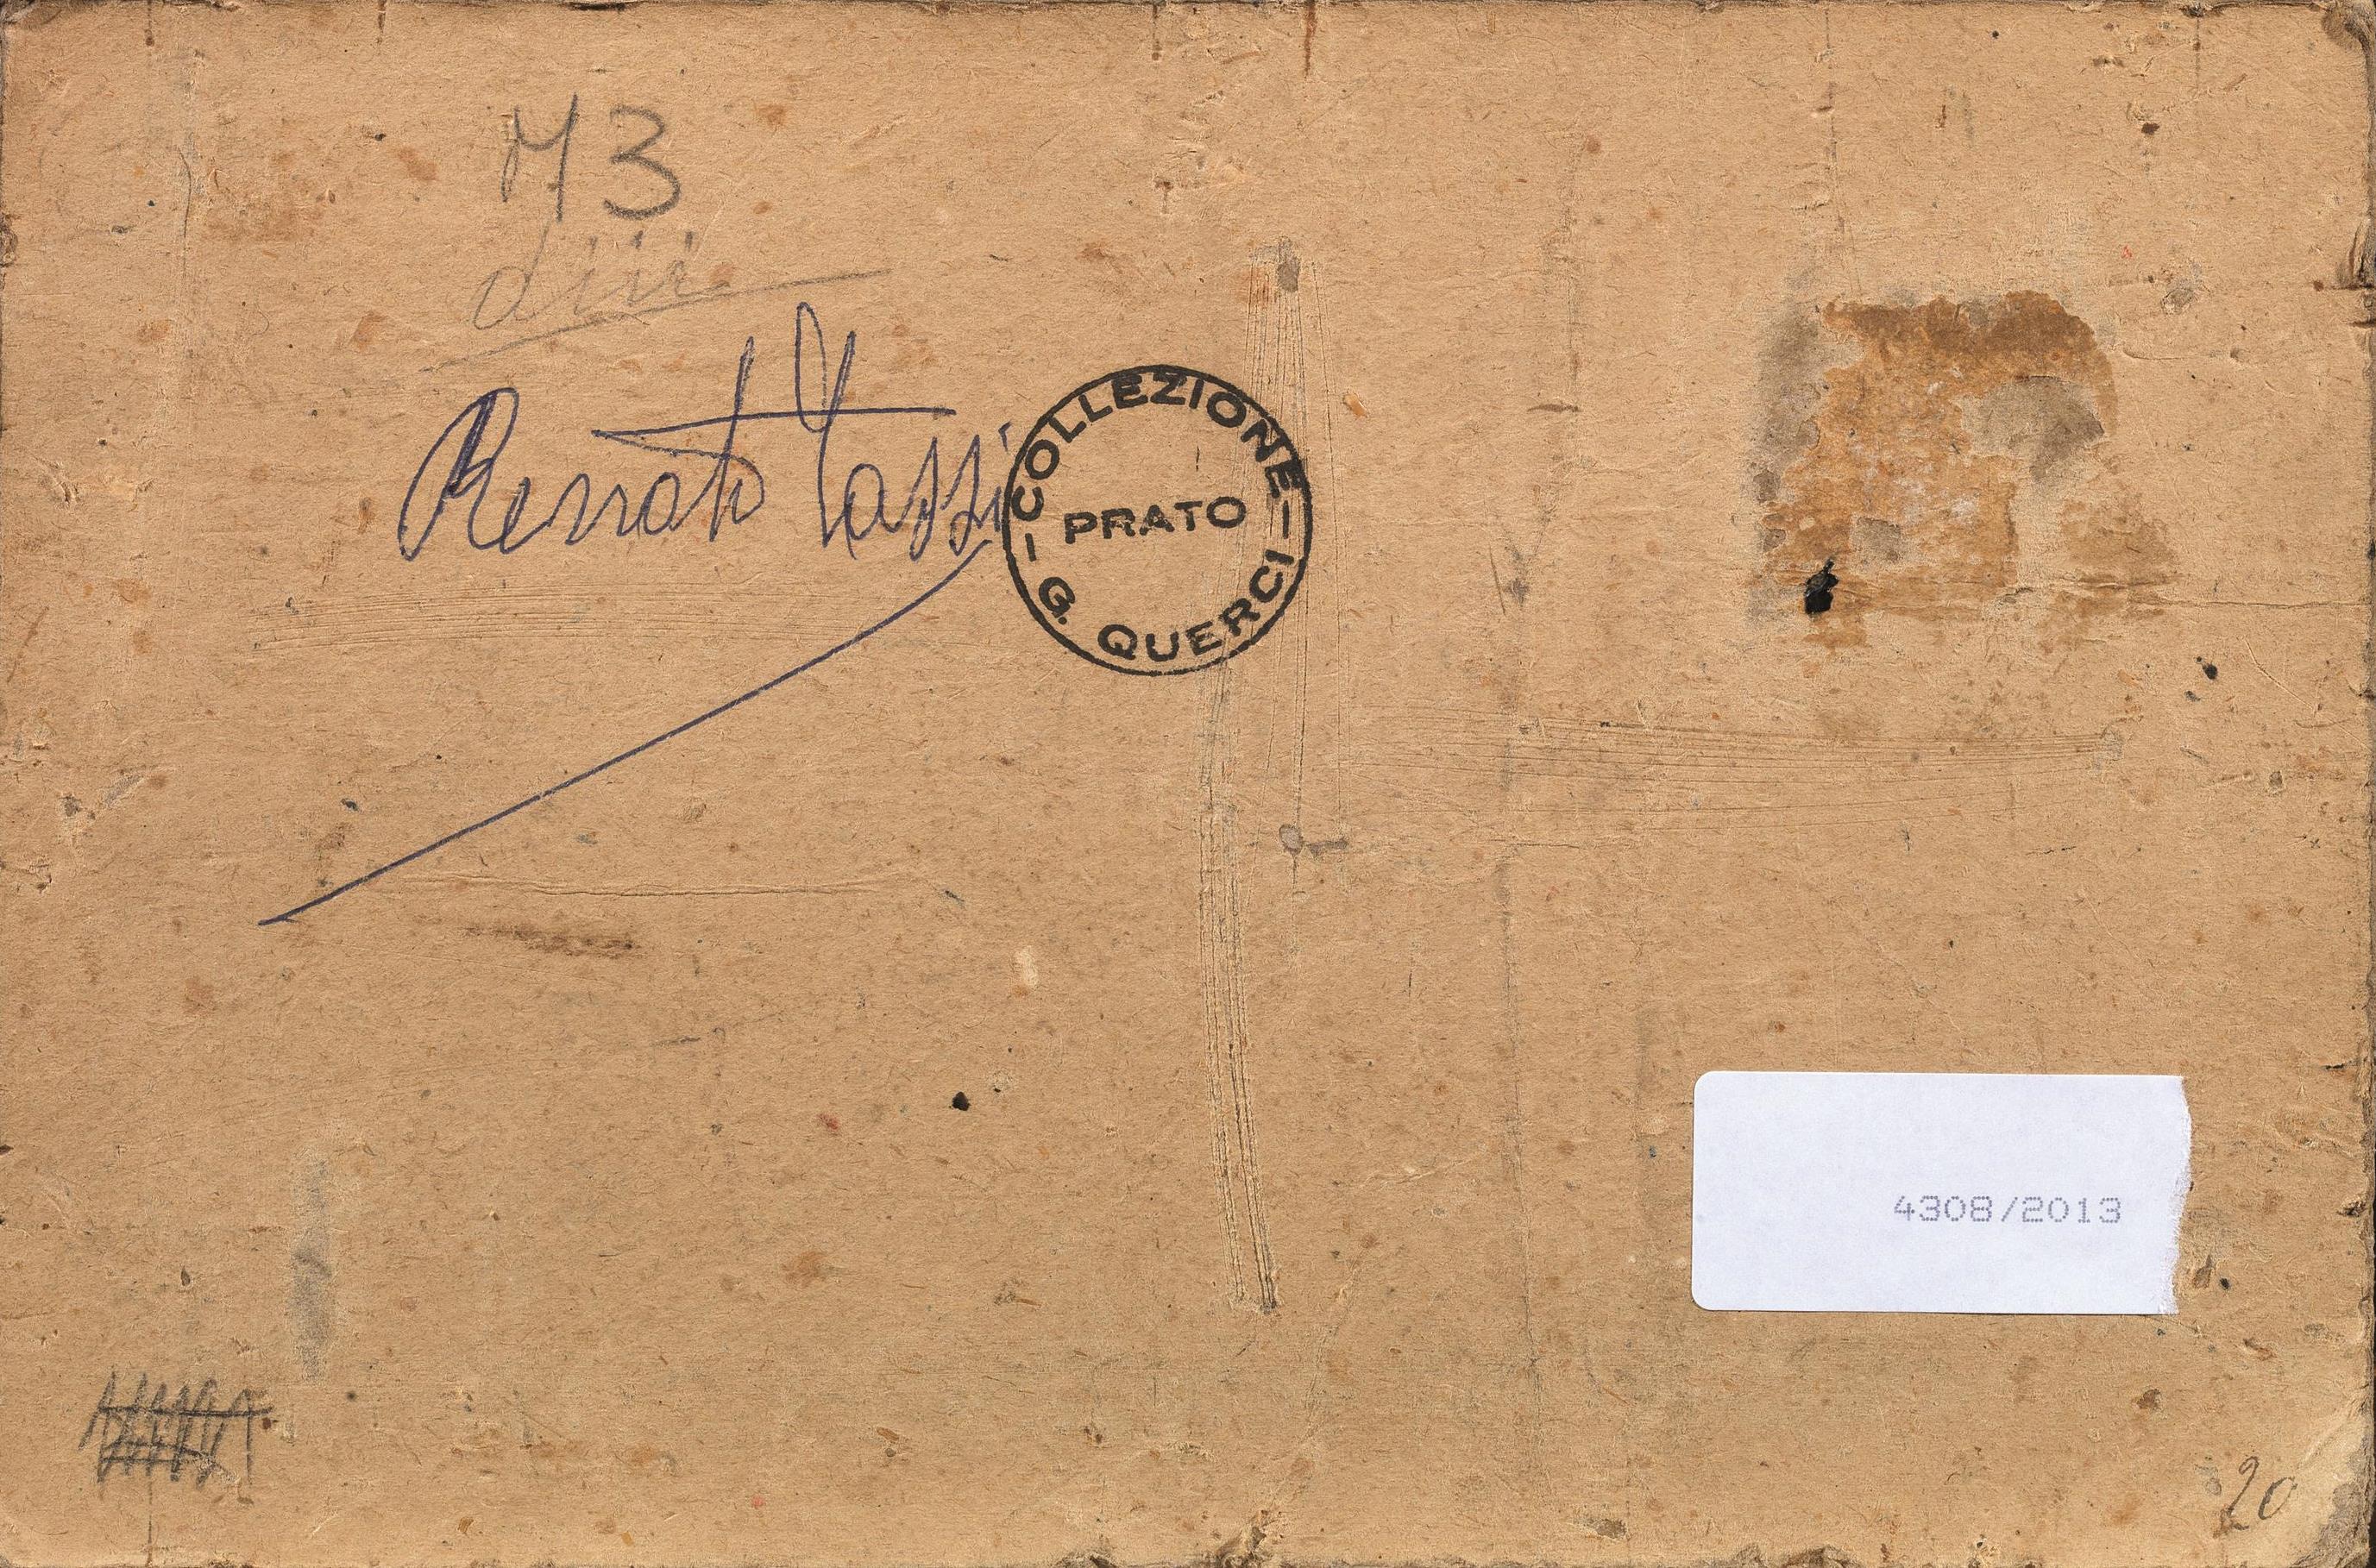 M3
Renato Tassi
COLLEZIONE
PRATO
G. QUERCI
4308/2013
20